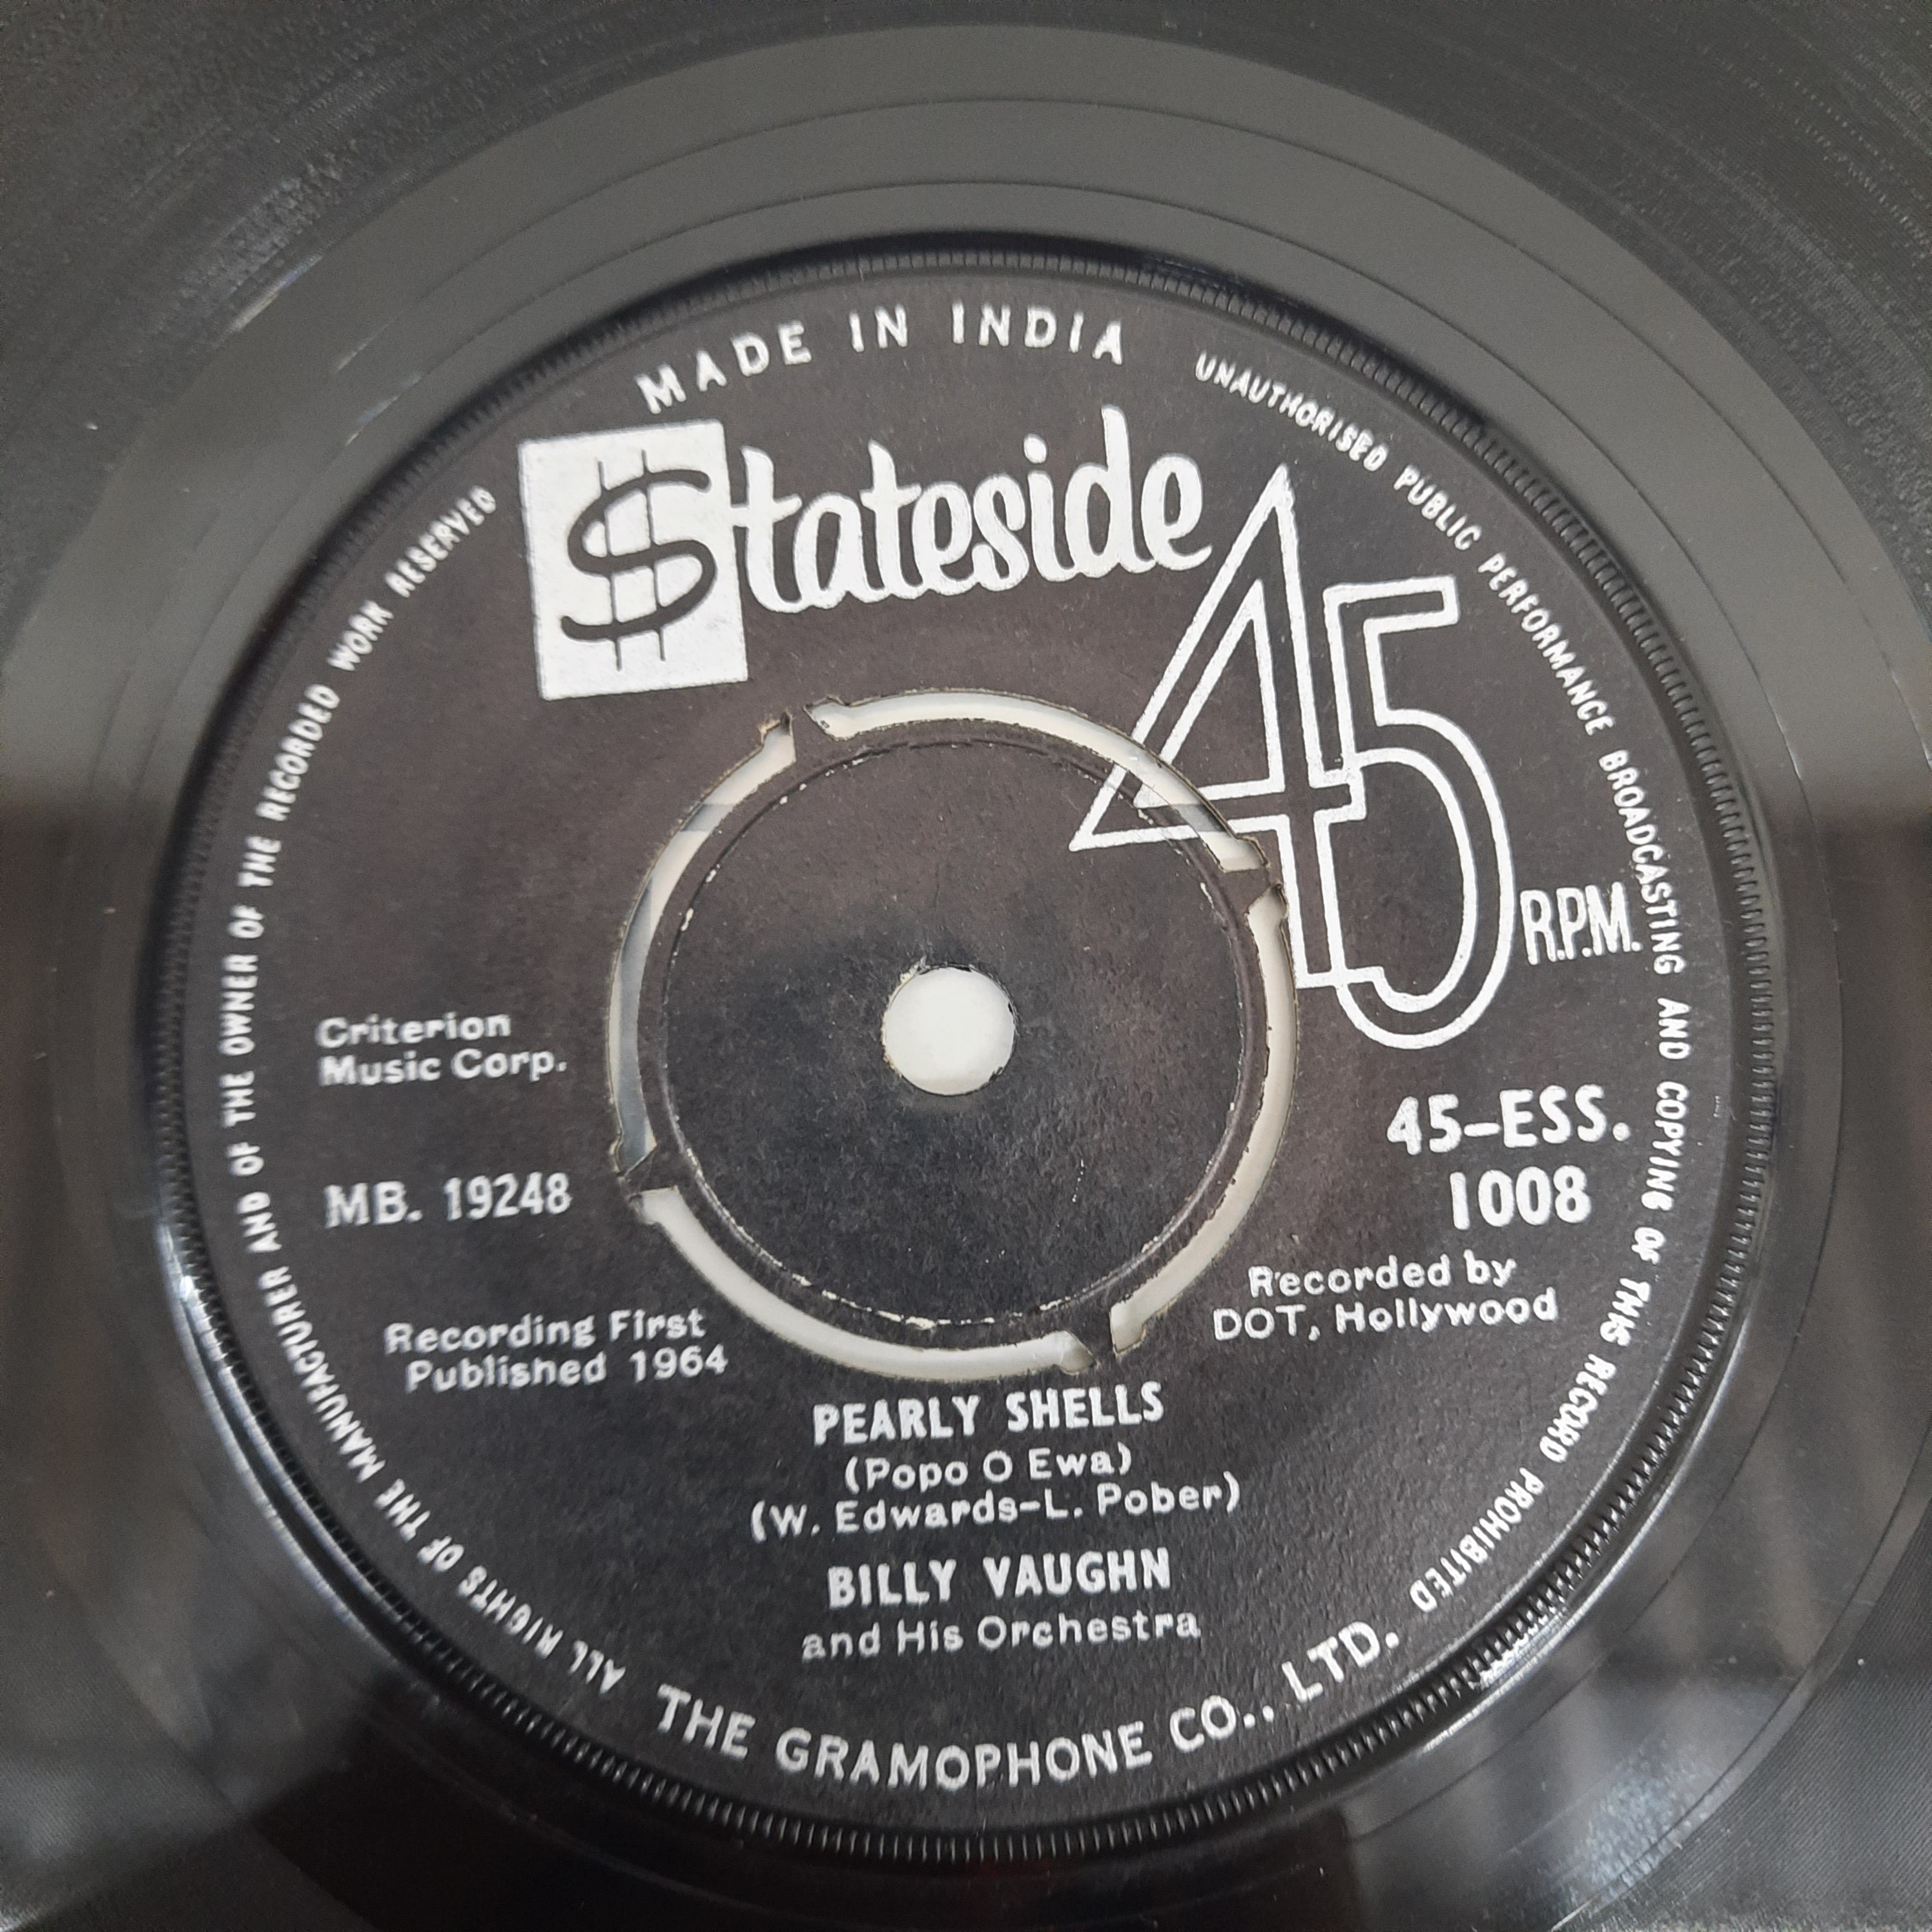 MADE IN INDIA
UNAUTHORISED PUBLIC PERFORMANCE BROADCASTING AND COPYING OF THIS RECORD PROHIBITED
$tateside
45 R.P.M.
Criterion
Music Corp.
MB. 19248
Recording First
Published 1964
45-ESS.
1008
Recorded by
DOT, Hollywood
PEARLY SHELLS
(Popo O Ewa)
(W. Edwards-L. Pober)
BILLY VAUGHN
and His Orchestra
THE GRAMOPHONE CO., LTD.
ALL RIGHTS OF THE MANUFACTURER AND OF THE OWNER OF THE RECORDED WORK RESERVED